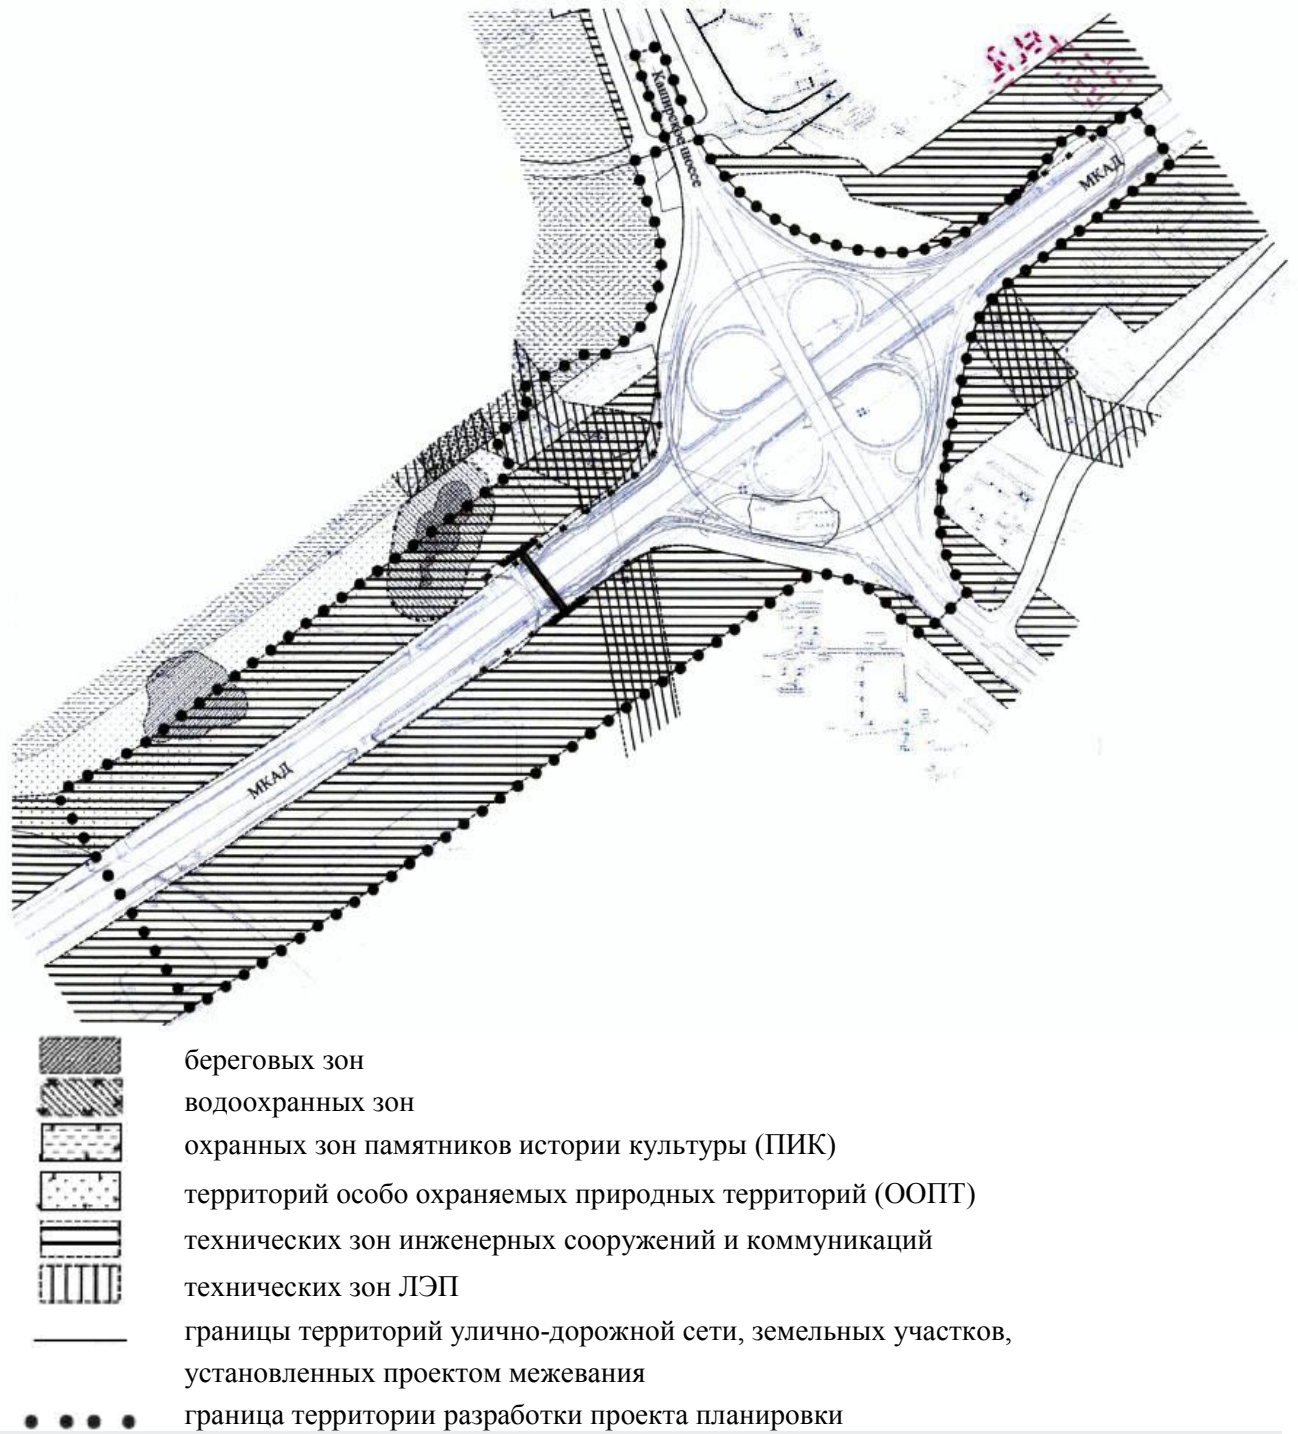 Каширское шоссе
МКАД
МКАД
береговых зон
водоохранных зон
охранных зон памятников истории культуры (ПИК)
территорий особо охраняемых природных территорий (ООПТ)
технических зон инженерных сооружений и коммуникаций
технических зон ЛЭП
границы территорий улично-дорожной сети, земельных участков,
установленных проектом межевания
граница территории разработки проекта планировки